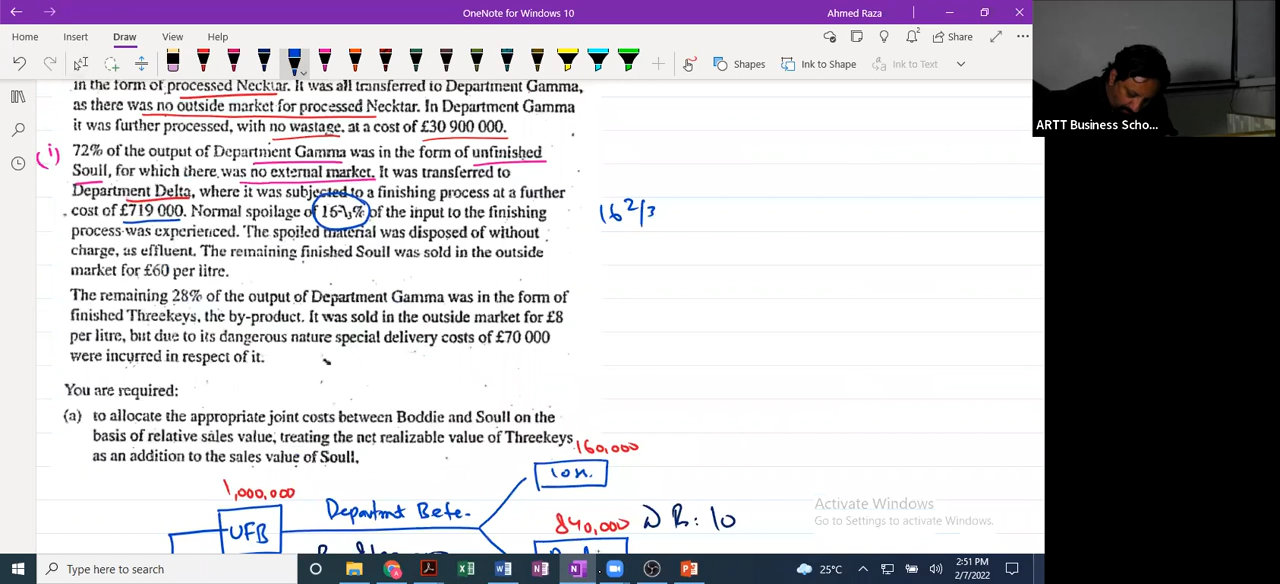 OneNote for Windows 10
Ahmed Raza
Home Insert Draw View Help
Share
Shapes
Ink to Shape
Ink to Text
ARTT Business Scho...
in the form of processed Necktar. It was all transferred to Department Gamma,
as there was no outside market for processed Necktar. In Department Gamma
it was further processed, with no wastage, at a cost of £30 900 000.
(i)
72% of the output of Department Gamma was in the form of unfinished
Soull, for which there was no external market. It was transferred to
Department Delta, where it was subjected to a finishing process at a further
cost of £719 000. Normal spoilage of 16⅔% of the input to the finishing
16 2/3
process was experienced. The spoiled material was disposed of without
charge, as effluent. The remaining finished Soull was sold in the outside
market for £60 per litre.
The remaining 28% of the output of Department Gamma was in the form of
finished Threekeys, the by-product. It was sold in the outside market for £8
per litre, but due to its dangerous nature special delivery costs of £70 000
were incurred in respect of it.
You are required:
(a) to allocate the appropriate joint costs between Boddie and Soull on the
basis of relative sales value, treating the net realizable value of Threekeys
as an addition to the sales value of Soull,
160,000
1,000,000
Activate Windows
Go to Settings to activate Windows.
840,000
UFB
Type here to search
25°C
2:51 PM
2/7/2022